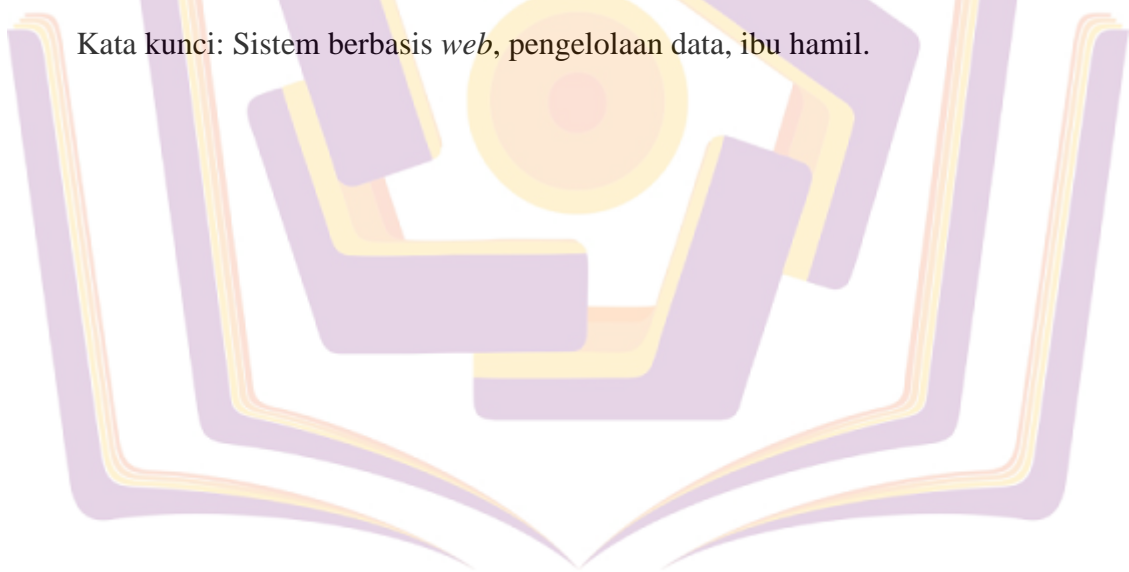 Kata kunci: Sistem berbasis web, pengelolaan data, ibu hamil.